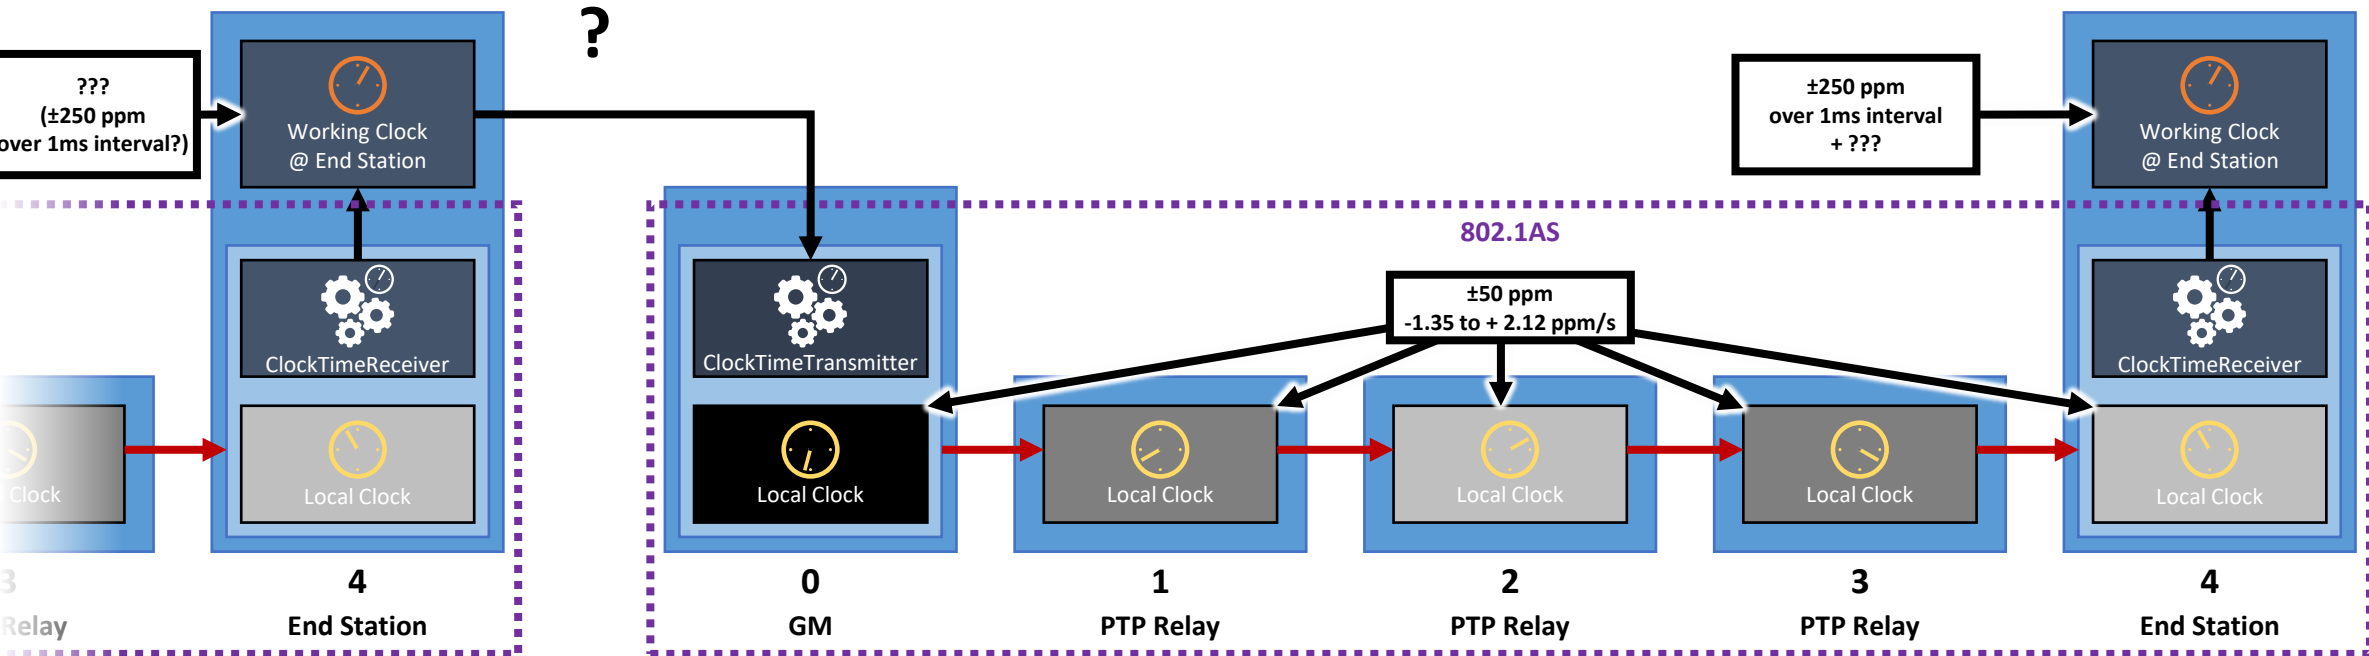 ?
???
(±250 ppm
over 1ms interval?)
Working Clock
@ End Station
±250 ppm
over 1ms interval
+ ???
Working Clock
@ End Station
802.1AS
±50 ppm
-1.35 to + 2.12 ppm/s
ClockTimeReceiver
ClockTimeTransmitter
ClockTimeReceiver
Clock
Local Clock
Local Clock
Local Clock
Local Clock
Local Clock
Local Clock
3
4
0
1
2
3
4
Relay
End Station
GM
PTP Relay
PTP Relay
PTP Relay
End Station